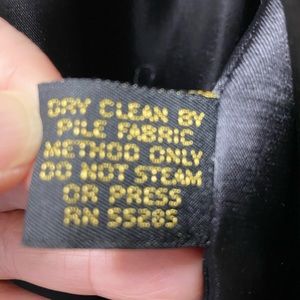 DRY CLEAN BY
PILE FABRIC
METHOD ONLY
DO NOT STEAM
OR PRESS
RN 55285